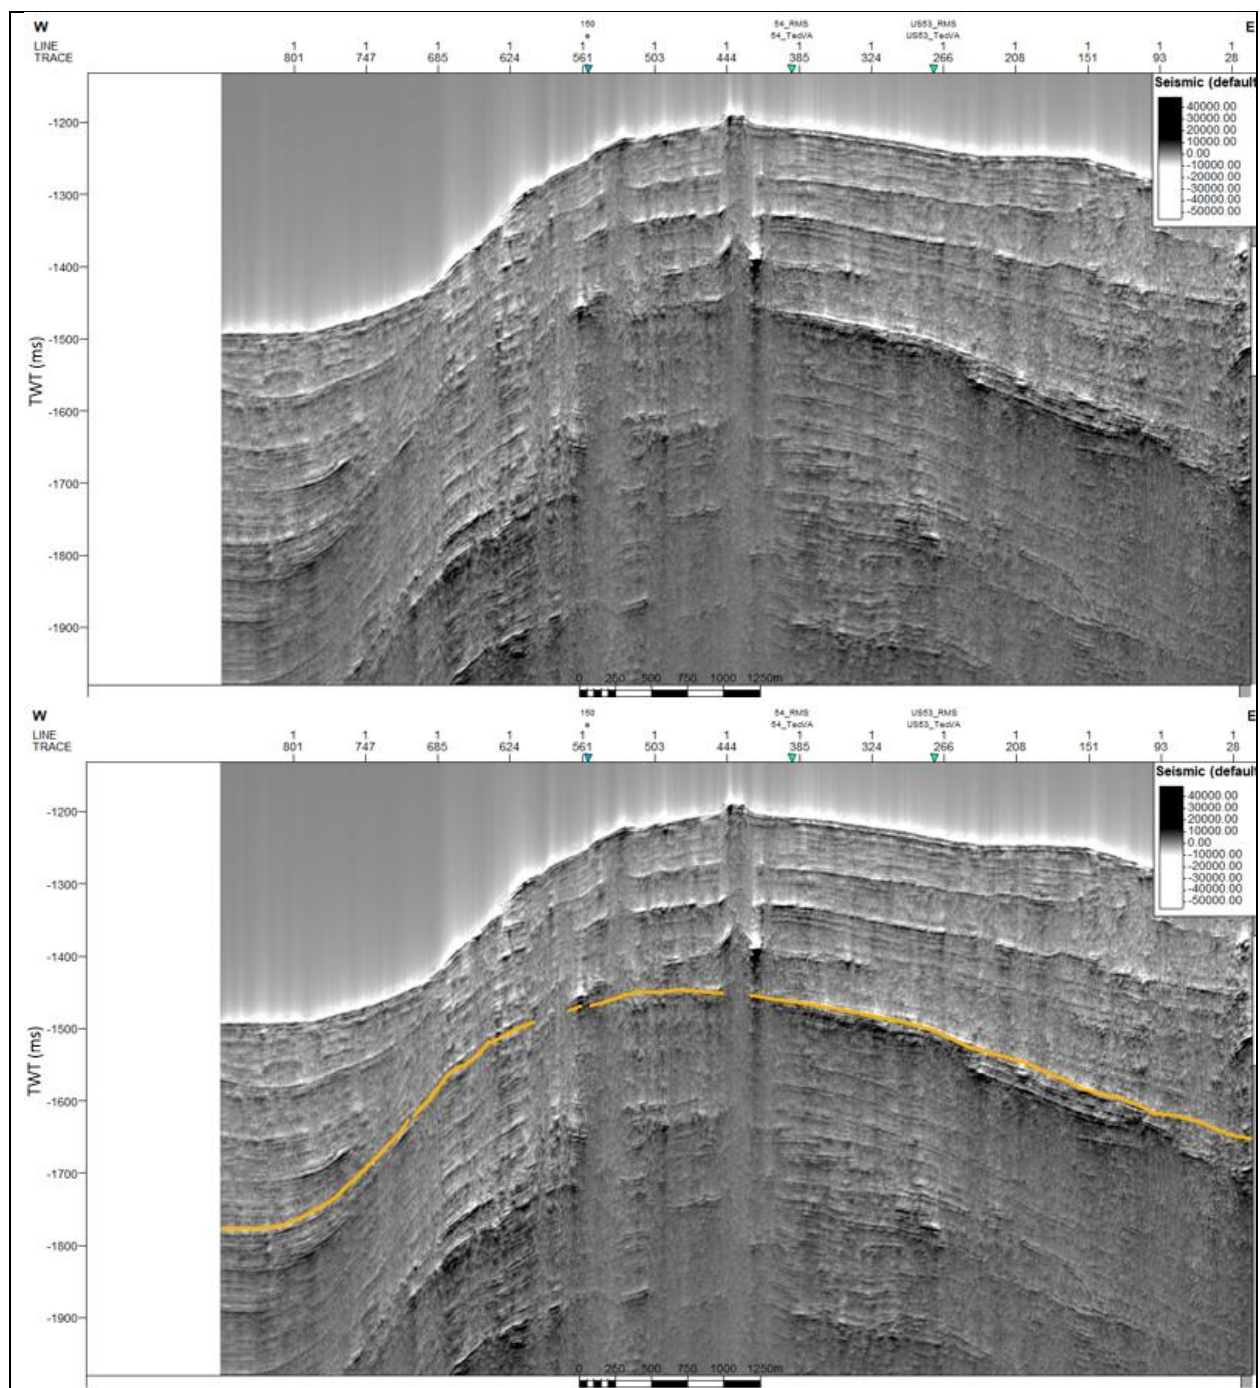 W E
150 54_RMS US53_RMS
e 54_TecVA US53_TecVA
LINE 1 1 1 1 1 1 1 1 1 1 1 1 1 1
TRACE 801 747 685 624 561 503 444 385 324 266 208 151 93 28
Seismic (default
40000.00
30000.00
20000.00
10000.00
0.00
-10000.00
-20000.00
-30000.00
-40000.00
-50000.00
-1200
-1300
-1400
-1500
-1600
-1700
-1800
-1900
TWT (ms)
0 250 500 750 1000 1250m
W E
150 54_RMS US53_RMS
e 54_TecVA US53_TecVA
LINE 1 1 1 1 1 1 1 1 1 1 1 1 1 1
TRACE 801 747 685 624 561 503 444 385 324 266 208 151 93 28
Seismic (default
40000.00
30000.00
20000.00
10000.00
0.00
-10000.00
-20000.00
-30000.00
-40000.00
-50000.00
-1200
-1300
-1400
-1500
-1600
-1700
-1800
-1900
TWT (ms)
0 250 500 750 1000 1250m